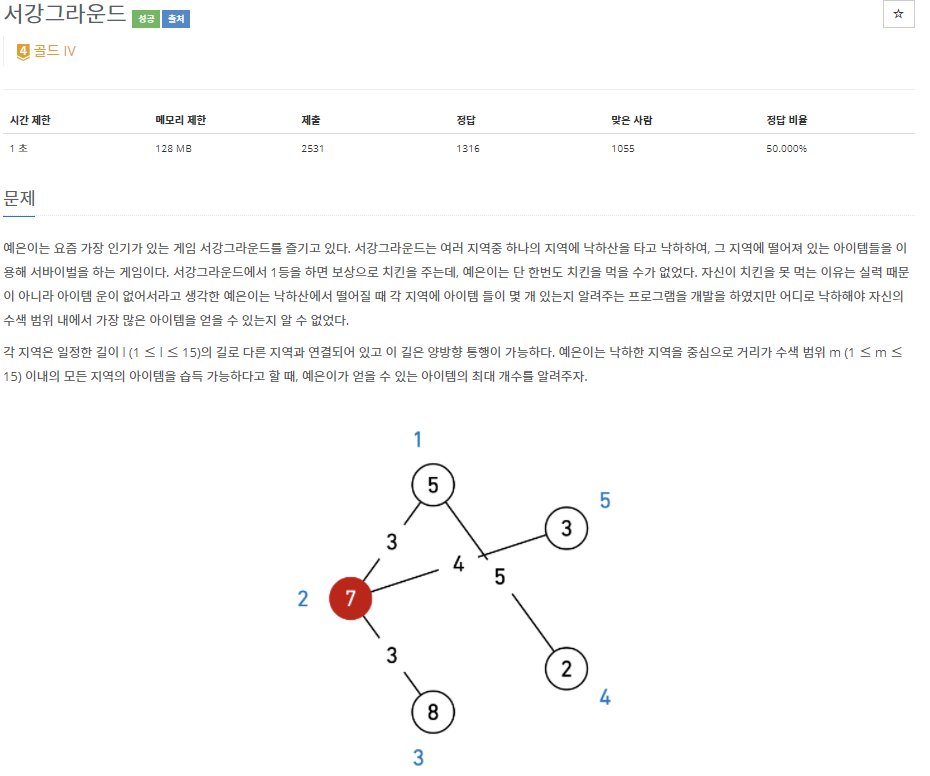 서강그라운드 성공 출처
☆
4 골드 IV
시간 제한 메모리 제한 제출 정답 맞은 사람 정답 비율
1 초 128 MB 2531 1316 1055 50.000%
문제
예은이는 요즘 가장 인기가 있는 게임 서강그라운드를 즐기고 있다. 서강그라운드는 여러 지역중 하나의 지역에 낙하산을 타고 낙하하여, 그 지역에 떨어져 있는 아이템들을 이
용해 서바이벌을 하는 게임이다. 서강그라운드에서 1등을 하면 보상으로 치킨을 주는데, 예은이는 단 한번도 치킨을 먹을 수가 없었다. 자신이 치킨을 못 먹는 이유는 실력 때문
이 아니라 아이템 운이 없어서라고 생각한 예은이는 낙하산에서 떨어질 때 각 지역에 아이템 들이 몇 개 있는지 알려주는 프로그램을 개발을 하였지만 어디로 낙하해야 자신의
수색 범위 내에서 가장 많은 아이템을 얻을 수 있는지 알 수 없었다.
각 지역은 일정한 길이 l (1 ≤ l ≤ 15)의 길로 다른 지역과 연결되어 있고 이 길은 양방향 통행이 가능하다. 예은이는 낙하한 지역을 중심으로 거리가 수색 범위 m (1 ≤ m ≤
15) 이내의 모든 지역의 아이템을 습득 가능하다고 할 때, 예은이가 얻을 수 있는 아이템의 최대 개수를 알려주자.
1
5
5
3
3
4
5
2
7
3
2
4
8
3